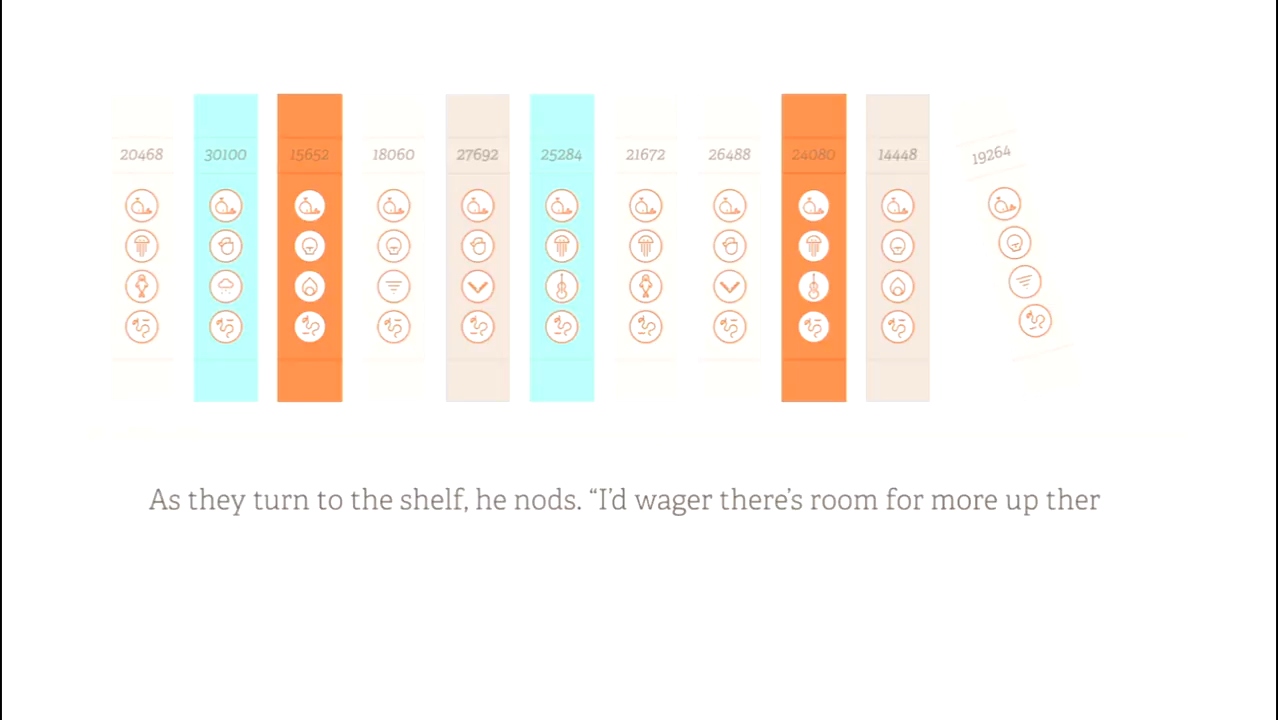 20468 30100 15652 18060 27692 25284 21672 26488 24080 14448 19264
As they turn to the shelf, he nods. “I’d wager there’s room for more up ther